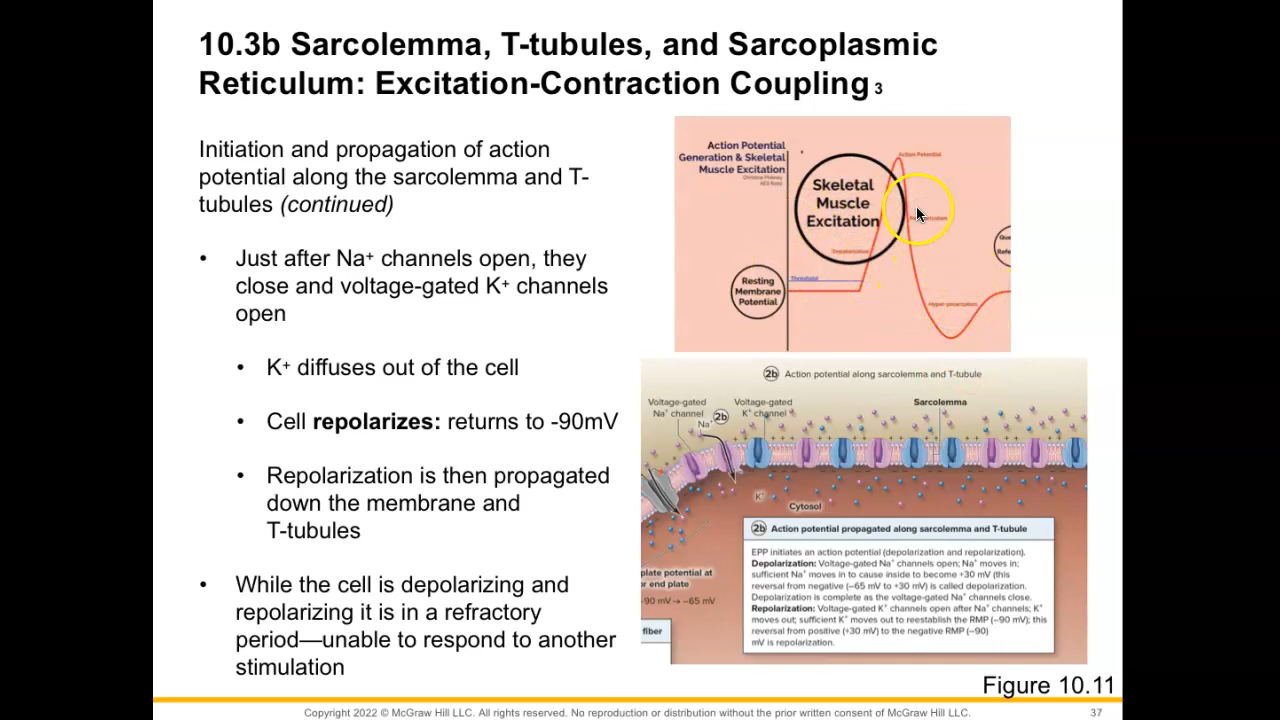 10.3b Sarcolemma, T-tubules, and Sarcoplasmic
Reticulum: Excitation-Contraction Coupling 3
Initiation and propagation of action
potential along the sarcolemma and T-
tubules (continued)
• Just after Na⁺ channels open, they
close and voltage-gated K⁺ channels
open
• K⁺ diffuses out of the cell
• Cell repolarizes: returns to -90mV
• Repolarization is then propagated
down the membrane and
T-tubules
• While the cell is depolarizing and
repolarizing it is in a refractory
period—unable to respond to another
stimulation
Action Potential
Generation & Skeletal
Muscle Excitation
Skeletal
Muscle
Excitation
Action Potential
Depolarization
Threshold
Resting
Membrane
Potential
Hyper-polarization
2b Action potential along sarcolemma and T-tubule
Voltage-gated
Na⁺ channel
2b
Na⁺
Voltage-gated
K⁺ channel
Sarcolemma
K⁺
Cytosol
plate potential at
end plate
-90 mV → -65 mV
fiber
2b Action potential propagated along sarcolemma and T-tubule
EPP initiates an action potential (depolarization and repolarization).
Depolarization: Voltage-gated Na⁺ channels open; Na⁺ moves in;
sufficient Na⁺ moves in to cause inside to become +30 mV (this
reversal from negative (–65 mV to +30 mV) is called depolarization.
Depolarization is complete as the voltage-gated Na⁺ channels close.
Repolarization: Voltage-gated K⁺ channels open after Na⁺ channels; K⁺
moves out; sufficient K⁺ moves out to reestablish the RMP (–90 mV); this
reversal from positive (+30 mV) to the negative RMP (–90)
mV is repolarization.
Figure 10.11
Copyright 2022 © McGraw Hill LLC. All rights reserved. No reproduction or distribution without the prior written consent of McGraw Hill LLC.
37